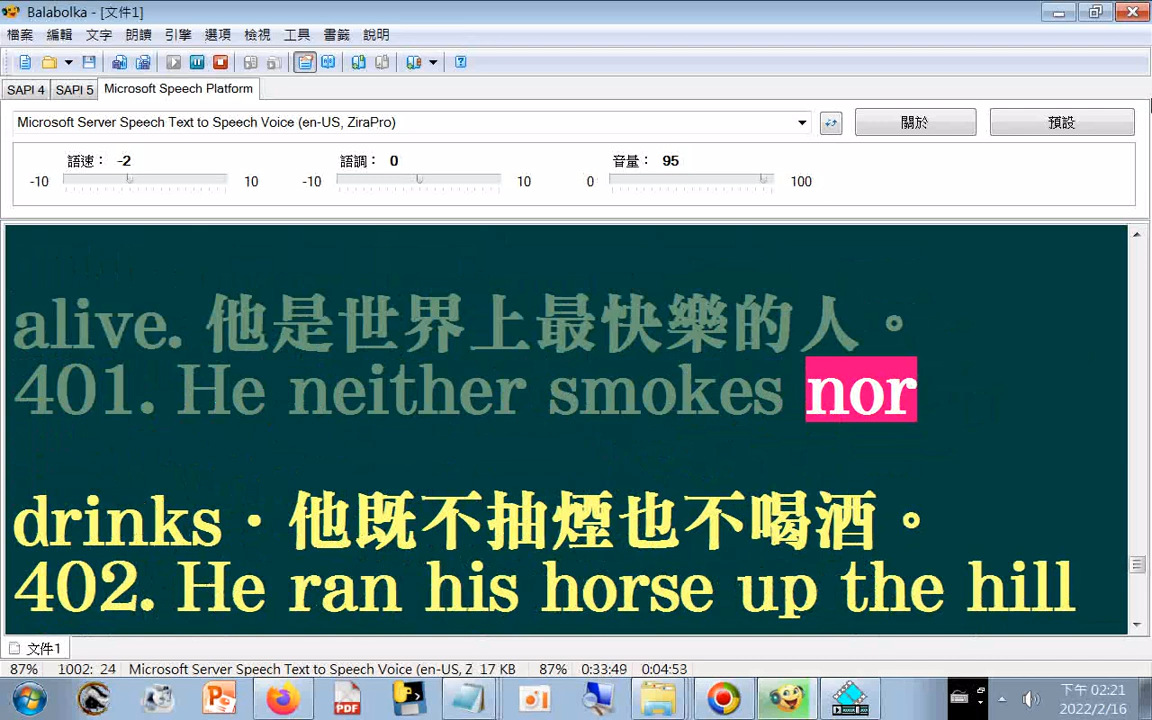 Balabolka - [文件1]
檔案 編輯 文字 朗讀 引擎 選項 檢視 工具 書籤 說明
SAPI 4 SAPI 5 Microsoft Speech Platform
Microsoft Server Speech Text to Speech Voice (en-US, ZiraPro) 關於 預設
語速： -2 語調： 0 音量： 95
-10 10 -10 10 0 100
alive. 他是世界上最快樂的人。
401. He neither smokes nor
drinks · 他既不抽煙也不喝酒。
402. He ran his horse up the hill
文件1
87% 1002: 24 Microsoft Server Speech Text to Speech Voice (en-US, Z 17 KB 87% 0:33:49 0:04:53
下午 02:21
2022/2/16